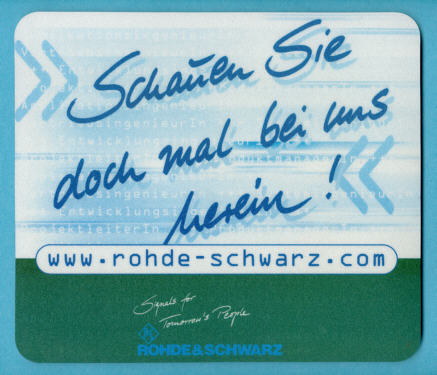 Schauen Sie
doch mal bei uns
herein!
www.rohde-schwarz.com
Signals for
Tomorrow's People
ROHDE&SCHWARZ